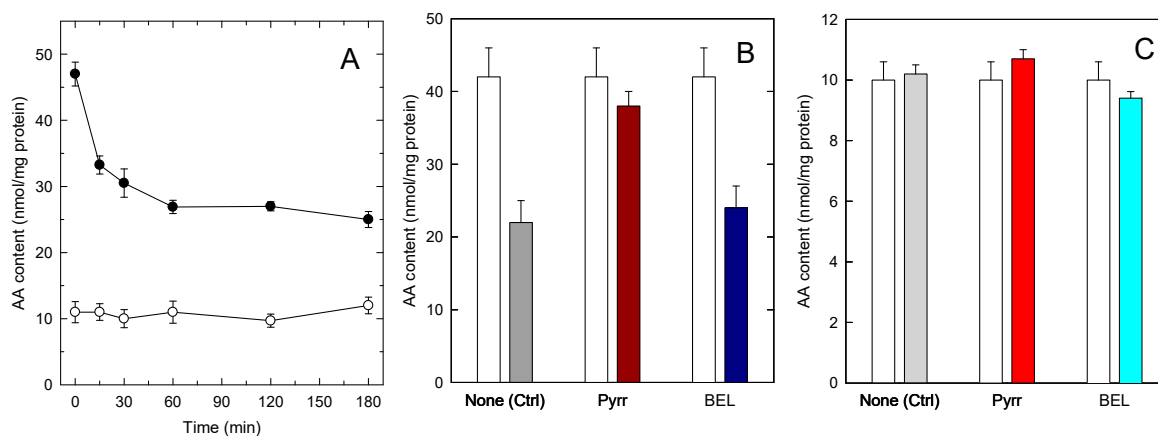 A
50
40
30
20
10
0
AA content (nmol/mg protein)
0 30 60 90 120 150 180
Time (min)
B
50
40
30
20
10
0
AA content (nmol/mg protein)
None (Ctrl) Pyrr BEL
C
12
10
8
6
4
2
0
AA content (nmol/mg protein)
None (Ctrl) Pyrr BEL